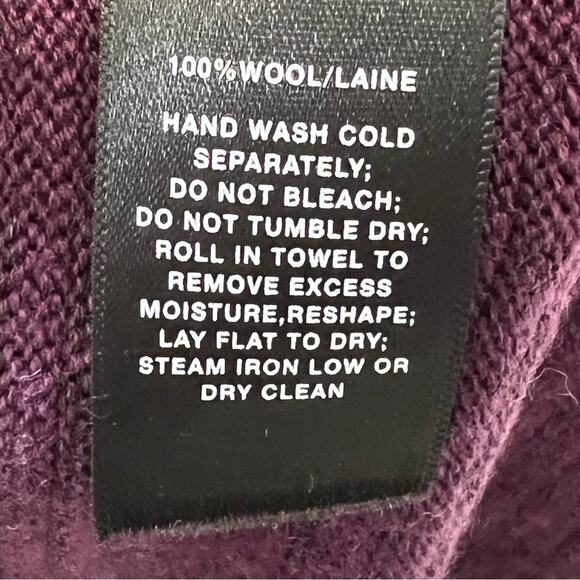 100% WOOL/LAINE
HAND WASH COLD
SEPARATELY;
DO NOT BLEACH;
DO NOT TUMBLE DRY;
ROLL IN TOWEL TO
REMOVE EXCESS
MOISTURE,RESHAPE;
LAY FLAT TO DRY;
STEAM IRON LOW OR
DRY CLEAN